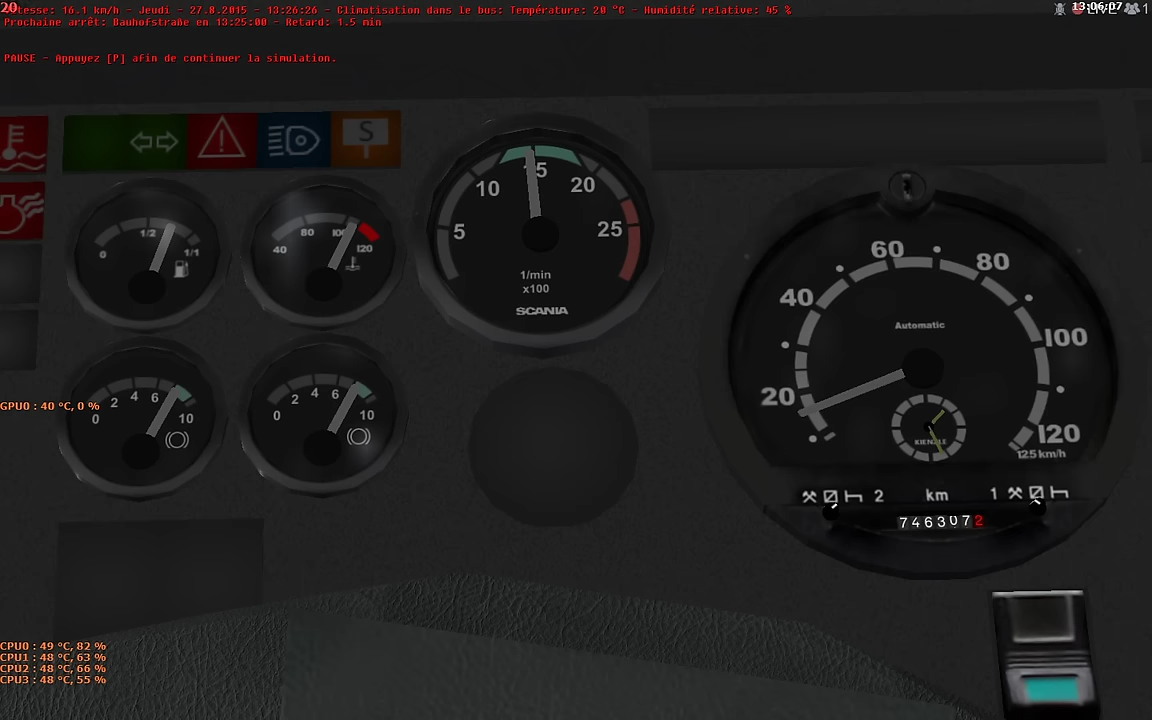 20
Vitesse: 16.1 km/h - Jeudi - 27.8.2015 - 13:26:26 - Climatisation dans le bus: Température: 20 °C - Humidité relative: 45 %
13:06:07
LIVE
1
Prochaine arrêt: Bauhofstraße en 13:25:00 - Retard: 1.5 min
PAUSE - Appuyez [P] afin de continuer la simulation.
S
0 1/2 1/1
40 80 100 120
5 10 15 20 25
1/min
x100
SCANIA
20 40 60 80 100 120
Automatic
KIENZLE
125 km/h
0 2 4 6 10
0 2 4 6 10
GPU0 : 40 °C, 0 %
2 km 1
7463072
CPU0 : 49 °C, 82 %
CPU1 : 48 °C, 63 %
CPU2 : 48 °C, 66 %
CPU3 : 48 °C, 55 %